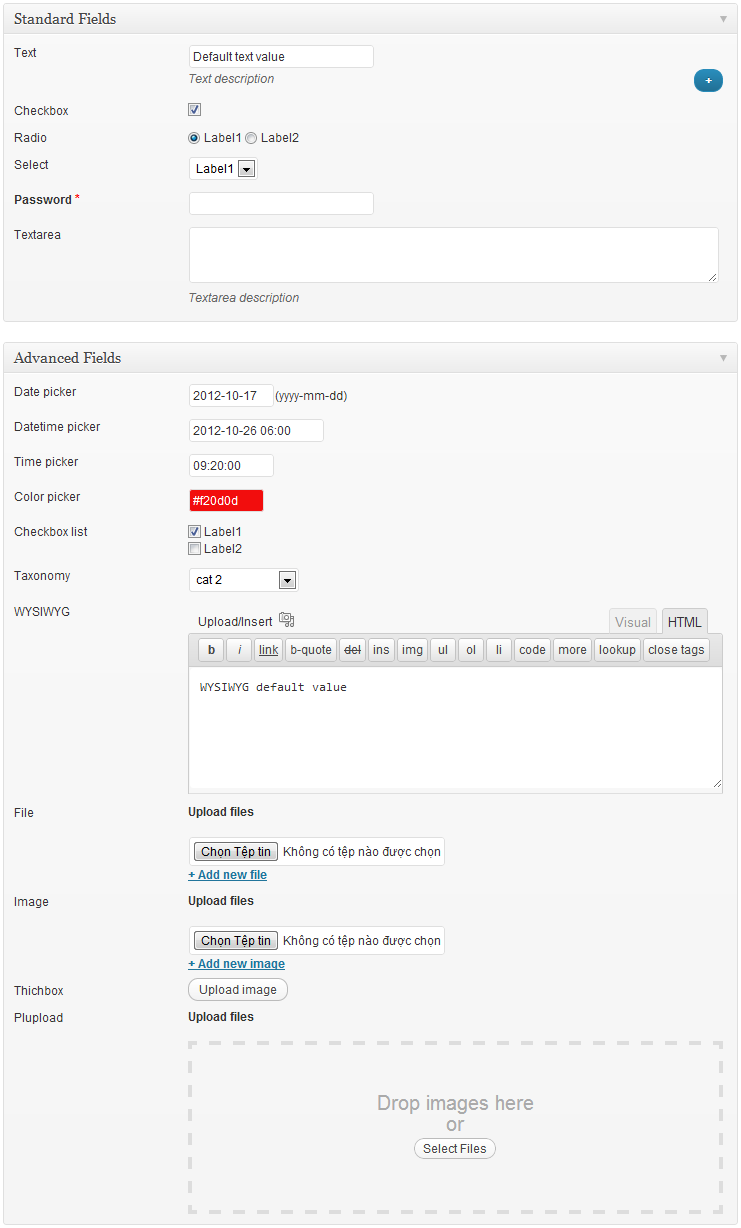 Standard Fields
Text
Default text value
Text description
+
Checkbox
Radio Label1 Label2
Select Label1
Password *
Textarea
Textarea description
Advanced Fields
Date picker 2012-10-17 (yyyy-mm-dd)
Datetime picker 2012-10-26 06:00
Time picker 09:20:00
Color picker #f20d0d
Checkbox list Label1
Label2
Taxonomy cat 2
WYSIWYG
Upload/Insert Visual HTML
b i link b-quote del ins img ul ol li code more lookup close tags
WYSIWYG default value
File Upload files
Chọn Tệp tin Không có tệp nào được chọn
+ Add new file
Image Upload files
Chọn Tệp tin Không có tệp nào được chọn
+ Add new image
Thichbox Upload image
Plupload Upload files
Drop images here
or
Select Files